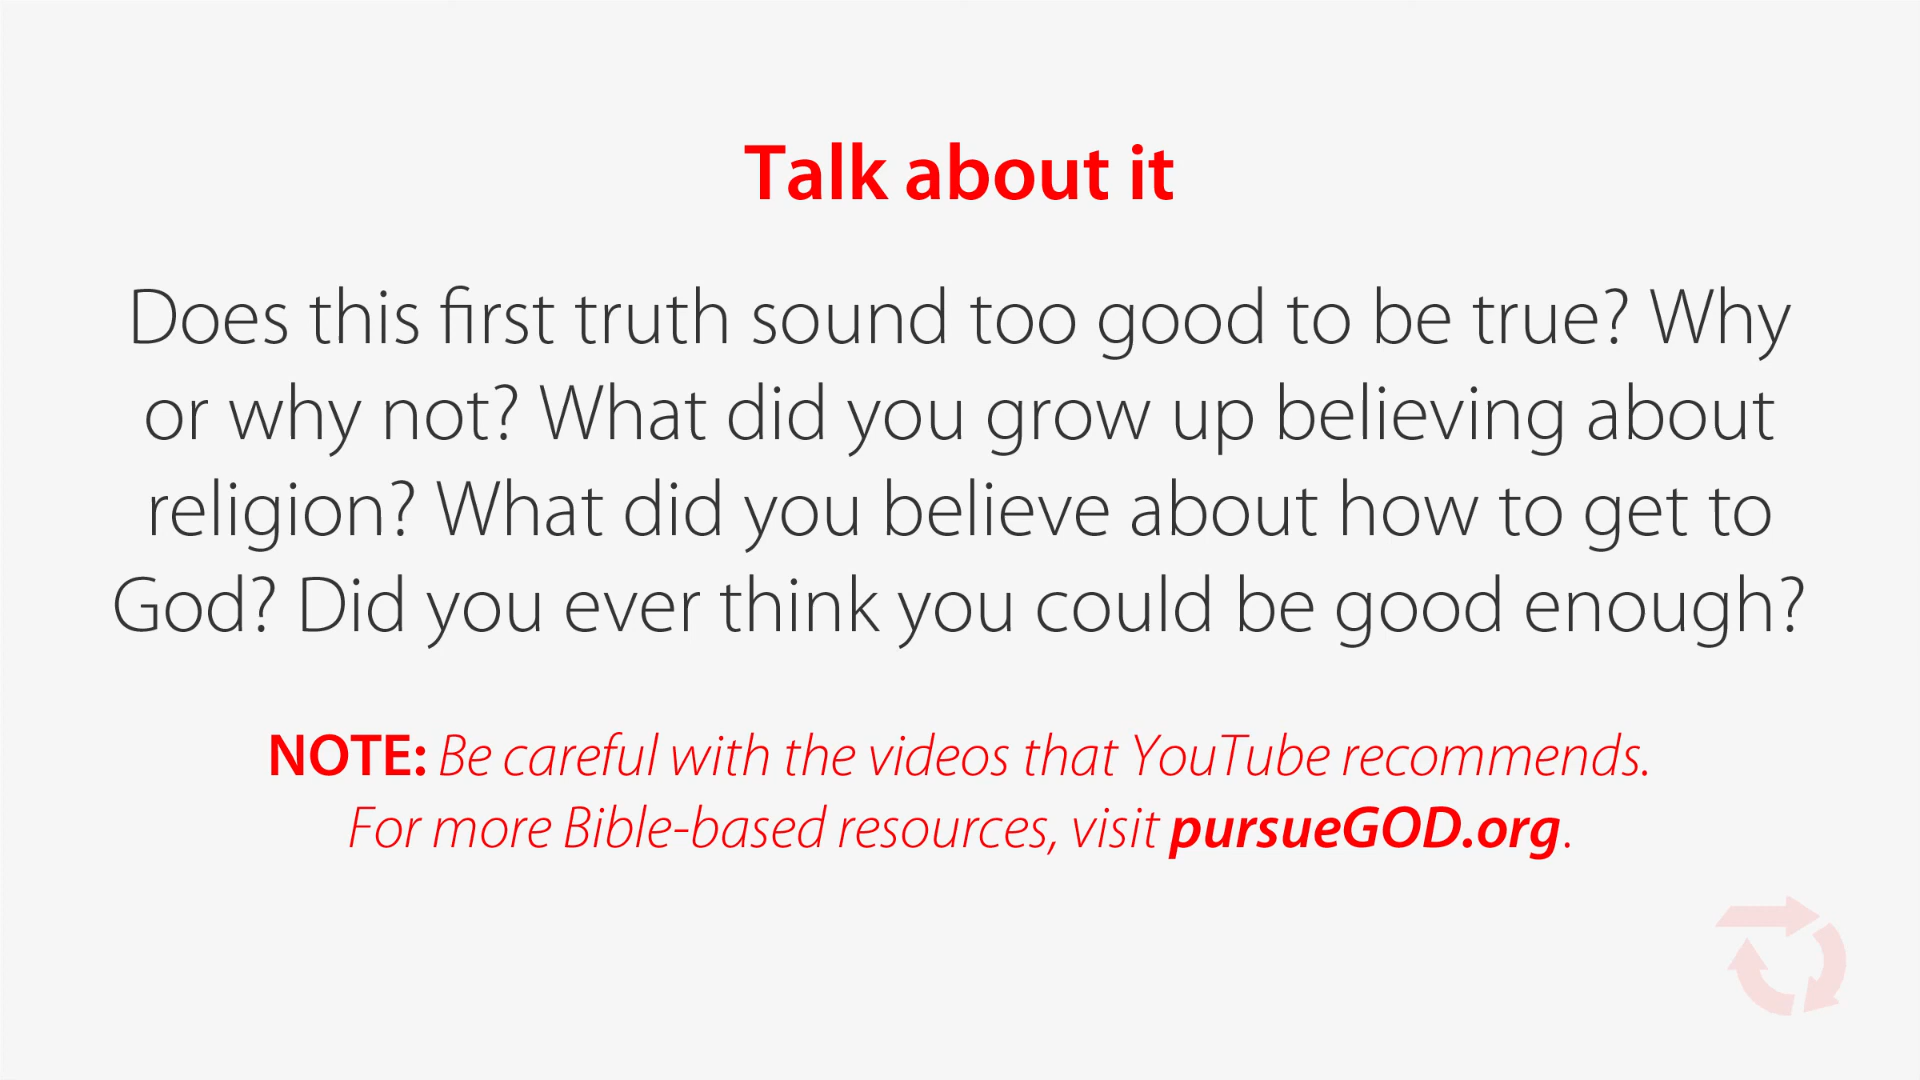 Talk about it
Does this first truth sound too good to be true? Why
or why not? What did you grow up believing about
religion? What did you believe about how to get to
God? Did you ever think you could be good enough?
NOTE: Be careful with the videos that YouTube recommends.
For more Bible-based resources, visit pursueGOD.org.